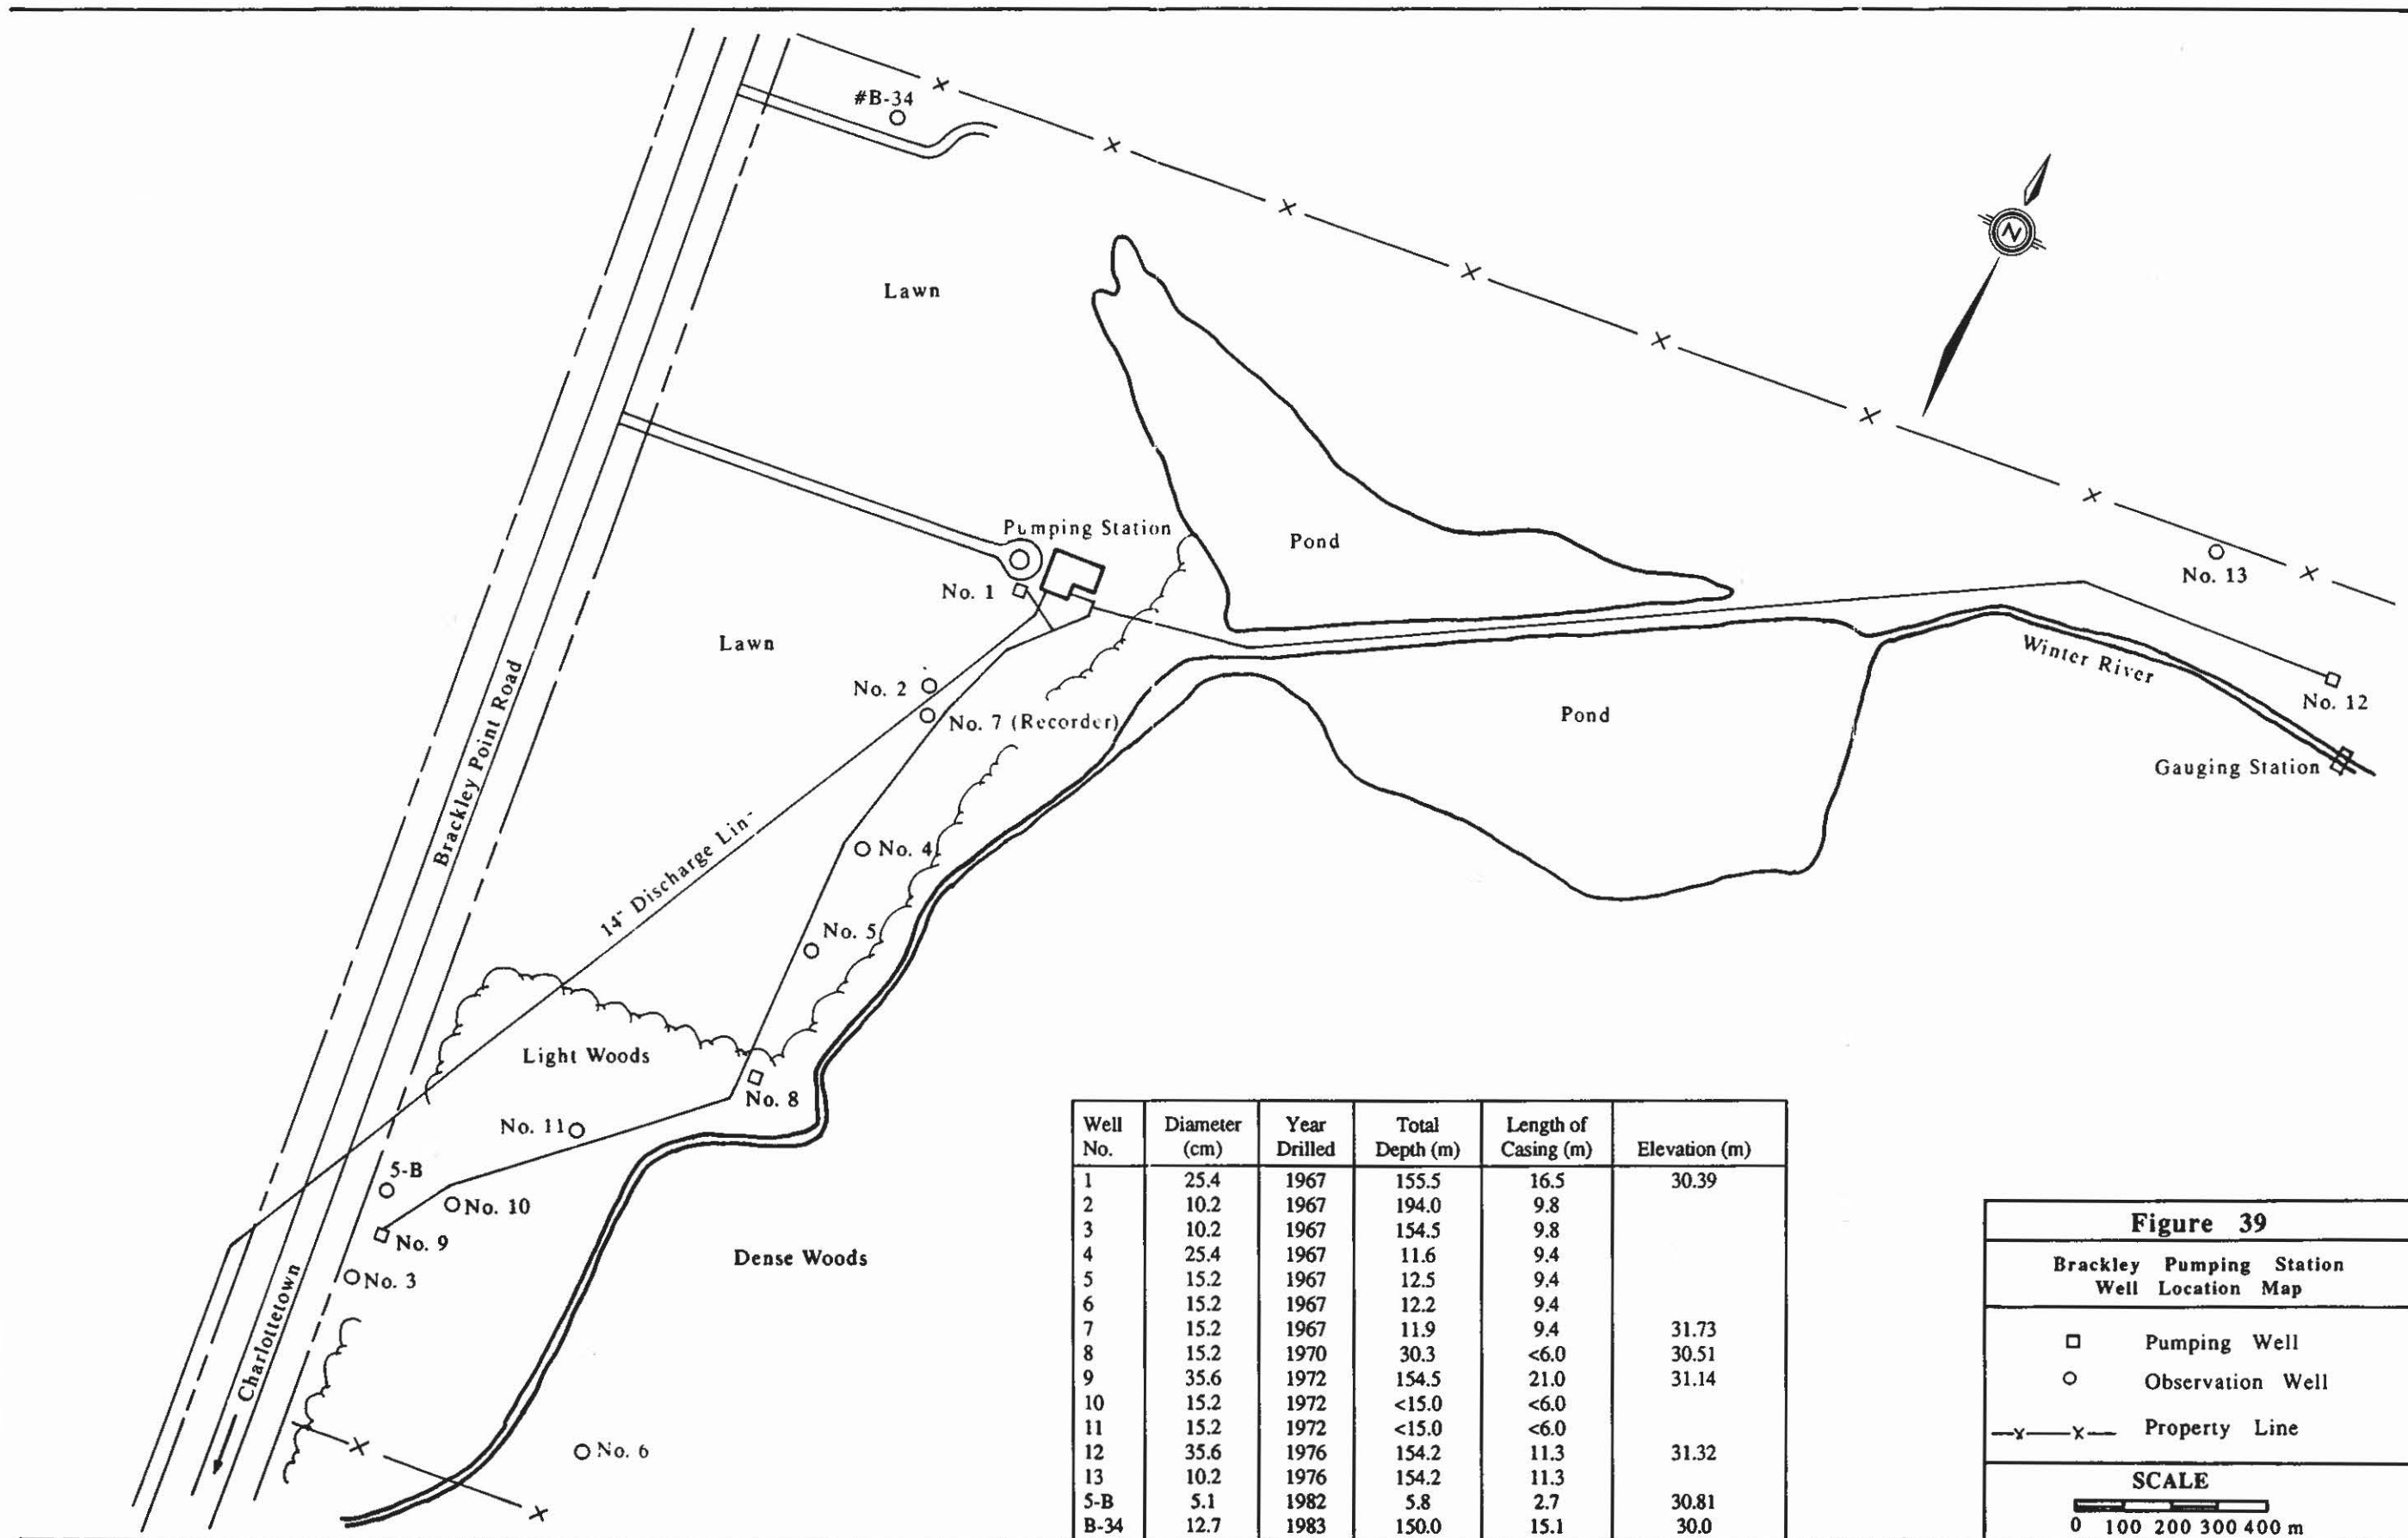 #B-34
Lawn
Pumping Station
Pond
N
No. 13
No. 1
Lawn
Winter River
No. 2
No. 12
No. 7 (Recorder)
Pond
Brackley Point Road
Gauging Station
14" Discharge Lin
No. 4
No. 5
Light Woods
No. 8
No. 11
5-B
No. 10
No. 9
Dense Woods
No. 3
Charlottetown
No. 6
Well No. Diameter (cm) Year Drilled Total Depth (m) Length of Casing (m) Elevation (m)
1 25.4 1967 155.5 16.5 30.39
2 10.2 1967 194.0 9.8
3 10.2 1967 154.5 9.8
4 25.4 1967 11.6 9.4
5 15.2 1967 12.5 9.4
6 15.2 1967 12.2 9.4
7 15.2 1967 11.9 9.4 31.73
8 15.2 1970 30.3 <6.0 30.51
9 35.6 1972 154.5 21.0 31.14
10 15.2 1972 <15.0 <6.0
11 15.2 1972 <15.0 <6.0
12 35.6 1976 154.2 11.3 31.32
13 10.2 1976 154.2 11.3
5-B 5.1 1982 5.8 2.7 30.81
B-34 12.7 1983 150.0 15.1 30.0
Figure 39
Brackley Pumping Station
Well Location Map
Pumping Well
Observation Well
Property Line
SCALE
0 100 200 300 400 m